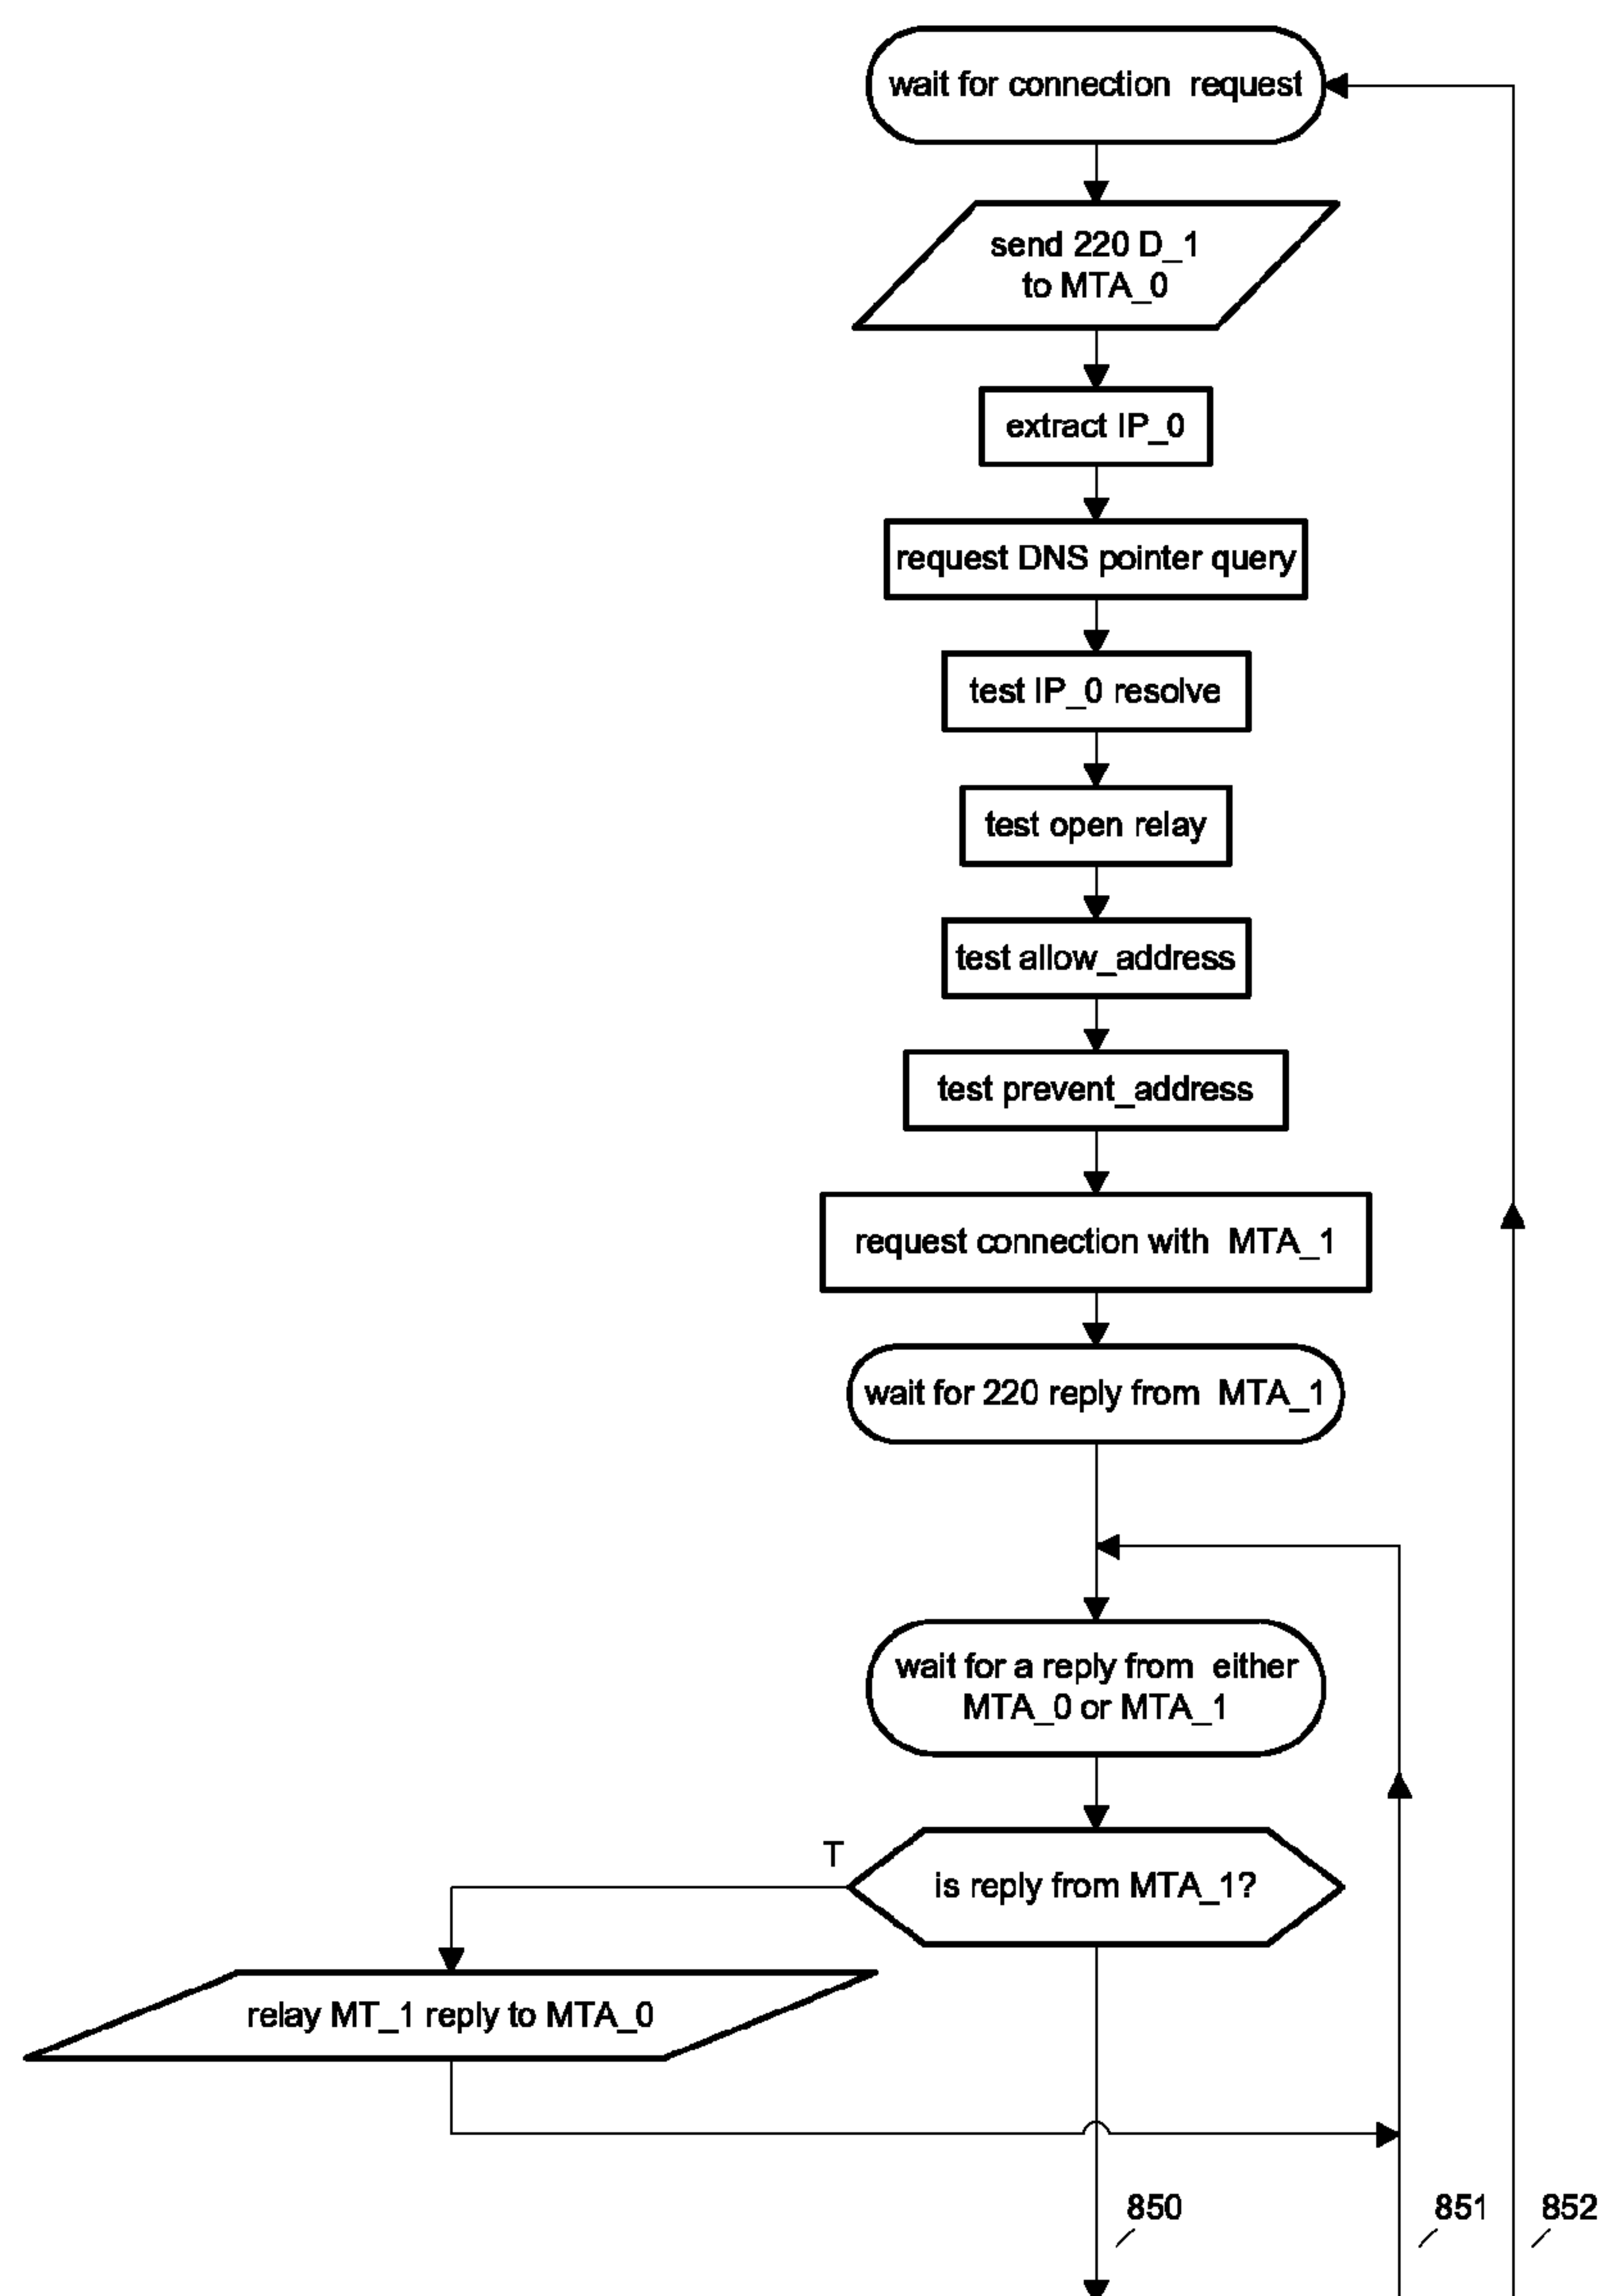 wait for connection request
send 220 D_1
to MTA_0
extract IP_0
request DNS pointer query
test IP_0 resolve
test open relay
test allow_address
test prevent_address
request connection with MTA_1
wait for 220 reply from MTA_1
wait for a reply from either
MTA_0 or MTA_1
T
is reply from MTA_1?
relay MT_1 reply to MTA_0
850
851
852